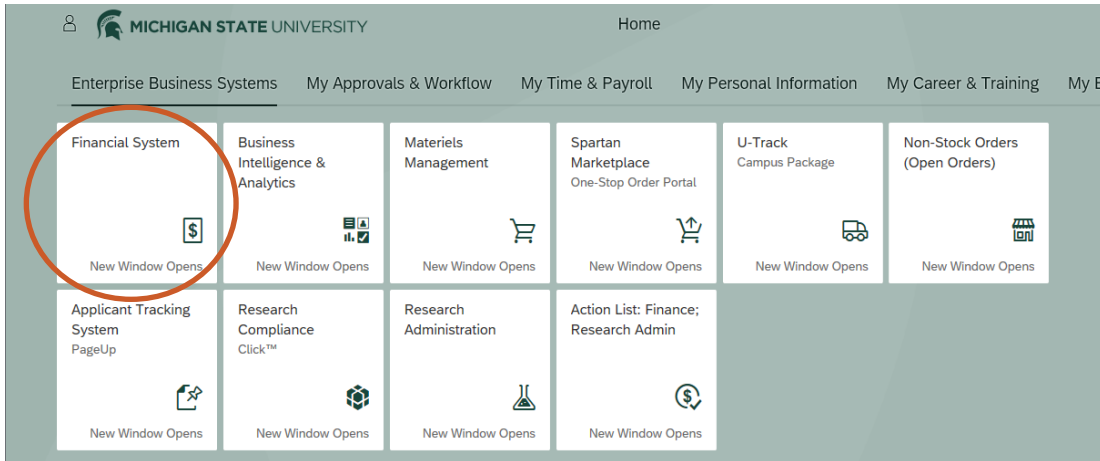 MICHIGAN STATE UNIVERSITY
Home
Enterprise Business Systems
My Approvals & Workflow
My Time & Payroll
My Personal Information
My Career & Training
My E
Financial System
New Window Opens
Business
Intelligence &
Analytics
New Window Opens
Materiels
Management
New Window Opens
Spartan
Marketplace
One-Stop Order Portal
New Window Opens
U-Track
Campus Package
New Window Opens
Non-Stock Orders
(Open Orders)
New Window Opens
Applicant Tracking
System
PageUp
New Window Opens
Research
Compliance
Click™
New Window Opens
Research
Administration
New Window Opens
Action List: Finance;
Research Admin
New Window Opens